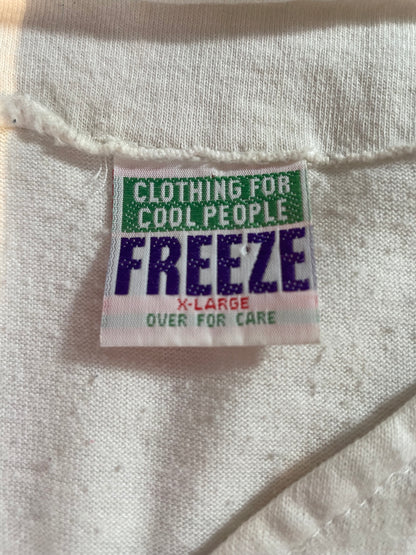 CLOTHING FOR
COOL PEOPLE
FREEZE
X-LARGE
OVER FOR CARE